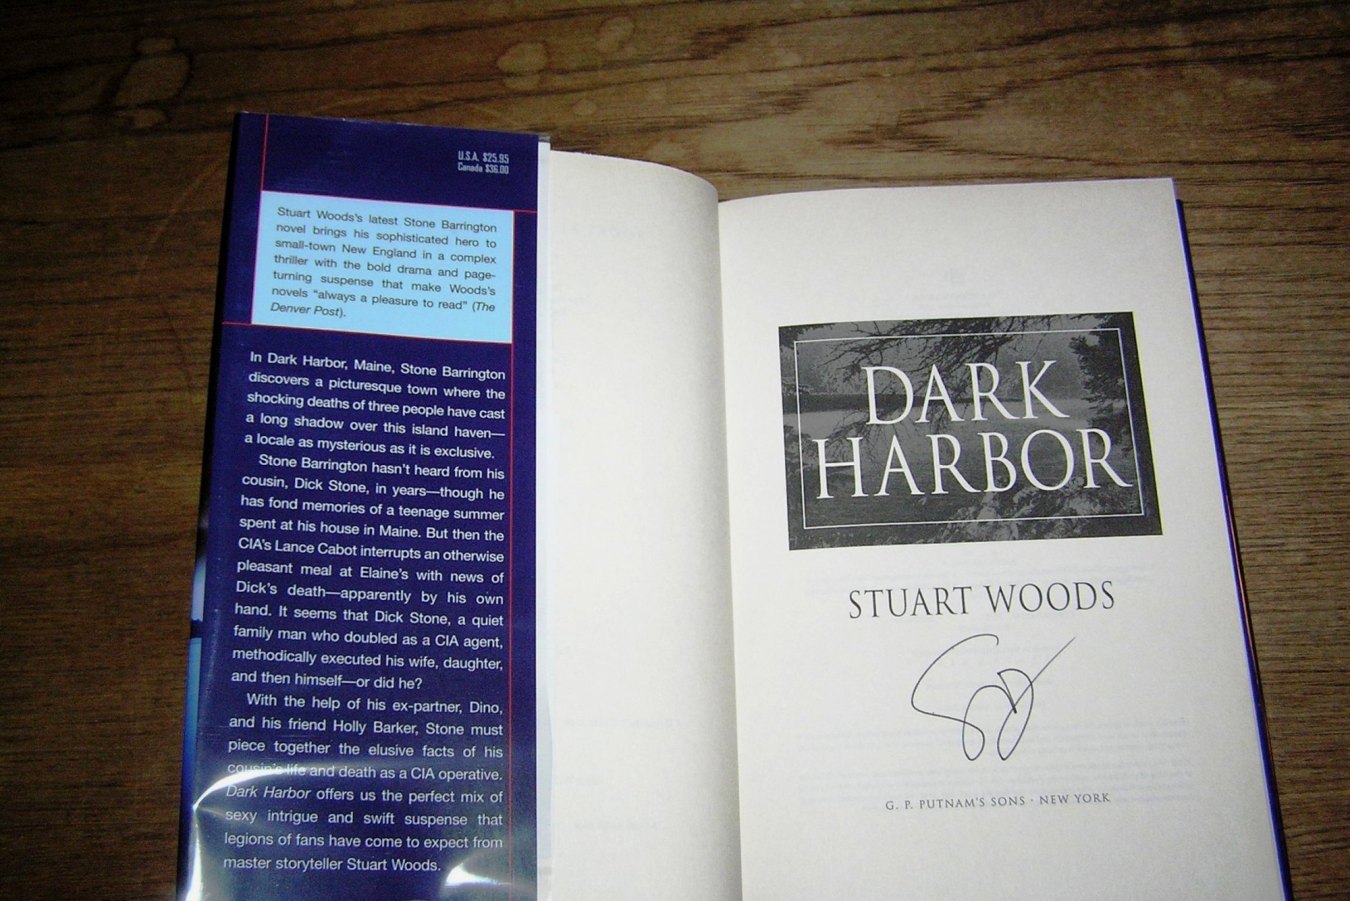 U.S.A. $25.95
Canada $36.00
Stuart Woods's latest Stone Barrington
novel brings his sophisticated hero to
small-town New England in a complex
thriller with the bold drama and page-
turning suspense that make Woods's
novels “always a pleasure to read” (The
Denver Post).
In Dark Harbor, Maine, Stone Barrington
discovers a picturesque town where the
shocking deaths of three people have cast
a long shadow over this island haven—
a locale as mysterious as it is exclusive.
Stone Barrington hasn't heard from his
cousin, Dick Stone, in years—though he
has fond memories of a teenage summer
spent at his house in Maine. But then the
CIA's Lance Cabot interrupts an otherwise
pleasant meal at Elaine's with news of
Dick's death—apparently by his own
hand. It seems that Dick Stone, a quiet
family man who doubled as a CIA agent,
methodically executed his wife, daughter,
and then himself—or did he?
With the help of his ex-partner, Dino,
and his friend Holly Barker, Stone must
piece together the elusive facts of his
cousin's life and death as a CIA operative.
Dark Harbor offers us the perfect mix of
sexy intrigue and swift suspense that
legions of fans have come to expect from
master storyteller Stuart Woods.
DARK
HARBOR
STUART WOODS
G. P. PUTNAM'S SONS · NEW YORK